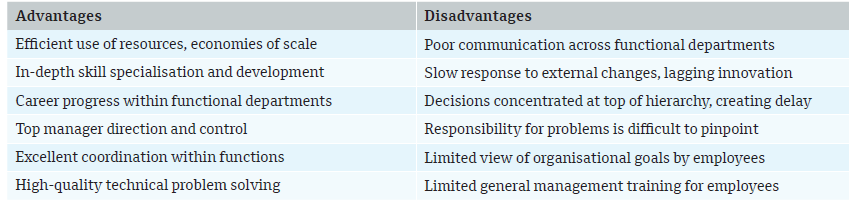 Advantages Disadvantages
Efficient use of resources, economies of scale Poor communication across functional departments
In-depth skill specialisation and development Slow response to external changes, lagging innovation
Career progress within functional departments Decisions concentrated at top of hierarchy, creating delay
Top manager direction and control Responsibility for problems is difficult to pinpoint
Excellent coordination within functions Limited view of organisational goals by employees
High-quality technical problem solving Limited general management training for employees